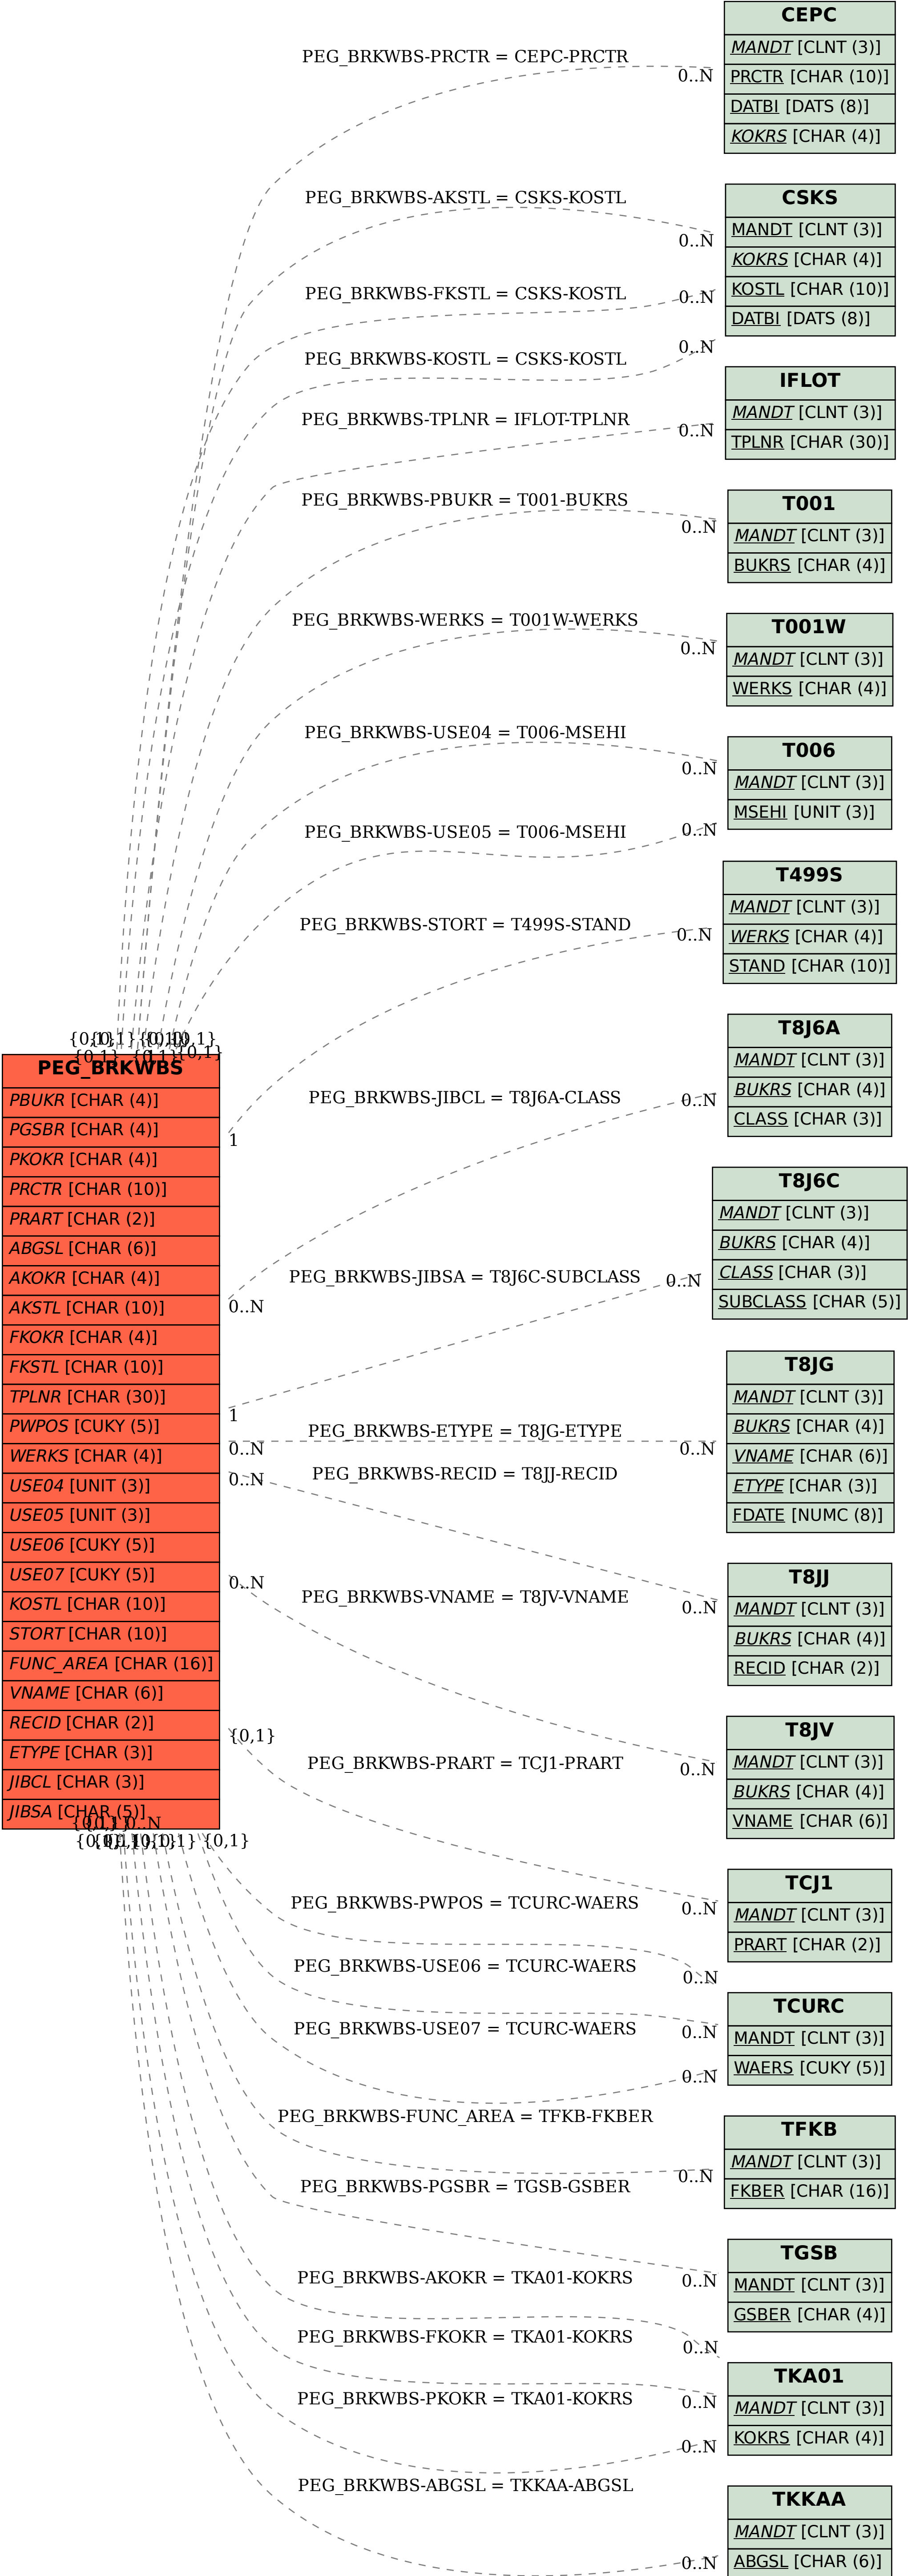 CEPC
MANDT [CLNT (3)]
PRCTR [CHAR (10)]
DATBI [DATS (8)]
KOKRS [CHAR (4)]
PEG_BRKWBS-PRCTR = CEPC-PRCTR
0..N
CSKS
MANDT [CLNT (3)]
KOKRS [CHAR (4)]
KOSTL [CHAR (10)]
DATBI [DATS (8)]
PEG_BRKWBS-AKSTL = CSKS-KOSTL
0..N
PEG_BRKWBS-FKSTL = CSKS-KOSTL
0..N
PEG_BRKWBS-KOSTL = CSKS-KOSTL
0..N
IFLOT
MANDT [CLNT (3)]
TPLNR [CHAR (30)]
PEG_BRKWBS-TPLNR = IFLOT-TPLNR
0..N
T001
MANDT [CLNT (3)]
BUKRS [CHAR (4)]
PEG_BRKWBS-PBUKR = T001-BUKRS
0..N
T001W
MANDT [CLNT (3)]
WERKS [CHAR (4)]
PEG_BRKWBS-WERKS = T001W-WERKS
0..N
T006
MANDT [CLNT (3)]
MSEHI [UNIT (3)]
PEG_BRKWBS-USE04 = T006-MSEHI
0..N
PEG_BRKWBS-USE05 = T006-MSEHI
0..N
T499S
MANDT [CLNT (3)]
WERKS [CHAR (4)]
STAND [CHAR (10)]
PEG_BRKWBS-STORT = T499S-STAND
0..N
1
T8J6A
MANDT [CLNT (3)]
BUKRS [CHAR (4)]
CLASS [CHAR (3)]
PEG_BRKWBS-JIBCL = T8J6A-CLASS
0..N
0..N
T8J6C
MANDT [CLNT (3)]
BUKRS [CHAR (4)]
CLASS [CHAR (3)]
SUBCLASS [CHAR (5)]
PEG_BRKWBS-JIBSA = T8J6C-SUBCLASS
0..N
1
T8JG
MANDT [CLNT (3)]
BUKRS [CHAR (4)]
VNAME [CHAR (6)]
ETYPE [CHAR (3)]
FDATE [NUMC (8)]
PEG_BRKWBS-ETYPE = T8JG-ETYPE
0..N
0..N
T8JJ
MANDT [CLNT (3)]
BUKRS [CHAR (4)]
RECID [CHAR (2)]
PEG_BRKWBS-RECID = T8JJ-RECID
0..N
0..N
T8JV
MANDT [CLNT (3)]
BUKRS [CHAR (4)]
VNAME [CHAR (6)]
PEG_BRKWBS-VNAME = T8JV-VNAME
0..N
0..N
TCJ1
MANDT [CLNT (3)]
PRART [CHAR (2)]
PEG_BRKWBS-PRART = TCJ1-PRART
{0,1}
0..N
TCURC
MANDT [CLNT (3)]
WAERS [CUKY (5)]
PEG_BRKWBS-PWPOS = TCURC-WAERS
0..N
PEG_BRKWBS-USE06 = TCURC-WAERS
0..N
PEG_BRKWBS-USE07 = TCURC-WAERS
0..N
{0,1}
TFKB
MANDT [CLNT (3)]
FKBER [CHAR (16)]
PEG_BRKWBS-FUNC_AREA = TFKB-FKBER
0..N
TGSB
MANDT [CLNT (3)]
GSBER [CHAR (4)]
PEG_BRKWBS-PGSBR = TGSB-GSBER
0..N
TKA01
MANDT [CLNT (3)]
KOKRS [CHAR (4)]
PEG_BRKWBS-AKOKR = TKA01-KOKRS
0..N
PEG_BRKWBS-FKOKR = TKA01-KOKRS
0..N
PEG_BRKWBS-PKOKR = TKA01-KOKRS
0..N
TKKAA
MANDT [CLNT (3)]
ABGSL [CHAR (6)]
PEG_BRKWBS-ABGSL = TKKAA-ABGSL
0..N
PEG_BRKWBS
PBUKR [CHAR (4)]
PGSBR [CHAR (4)]
PKOKR [CHAR (4)]
PRCTR [CHAR (10)]
PRART [CHAR (2)]
ABGSL [CHAR (6)]
AKOKR [CHAR (4)]
AKSTL [CHAR (10)]
FKOKR [CHAR (4)]
FKSTL [CHAR (10)]
TPLNR [CHAR (30)]
PWPOS [CUKY (5)]
WERKS [CHAR (4)]
USE04 [UNIT (3)]
USE05 [UNIT (3)]
USE06 [CUKY (5)]
USE07 [CUKY (5)]
KOSTL [CHAR (10)]
STORT [CHAR (10)]
FUNC_AREA [CHAR (16)]
VNAME [CHAR (6)]
RECID [CHAR (2)]
ETYPE [CHAR (3)]
JIBCL [CHAR (3)]
JIBSA [CHAR (5)]